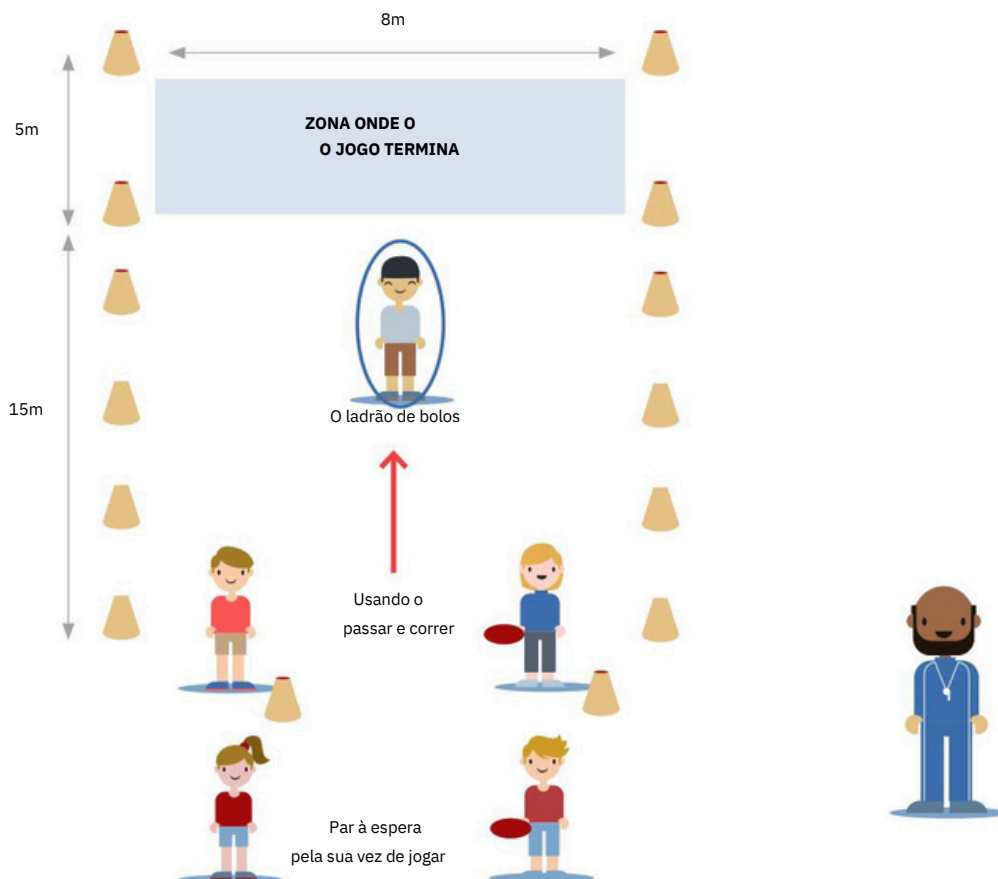 8m
5m
ZONA ONDE O
O JOGO TERMINA
15m
O ladrão de bolos
Usando o
passar e correr
Par à espera
pela sua vez de jogar